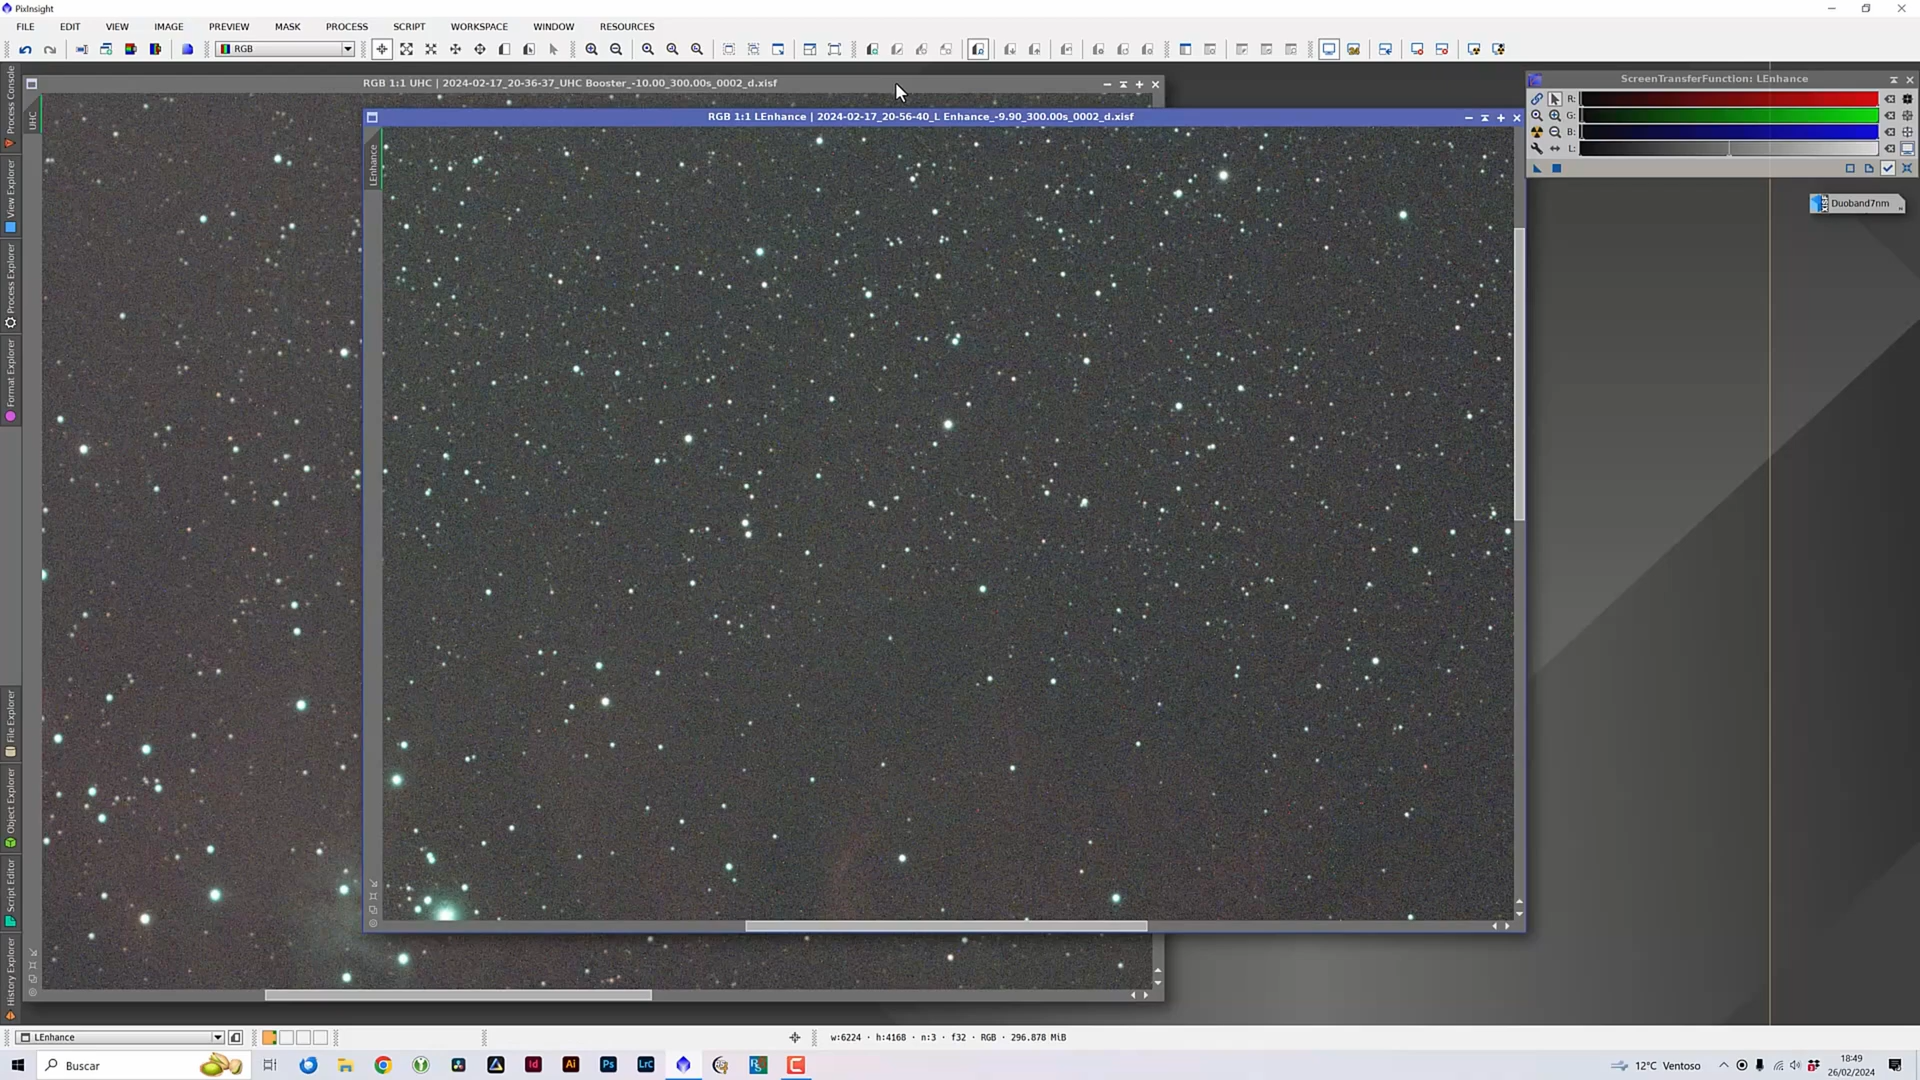 PixInsight
FILE EDIT VIEW PREVIEW IMAGE MASK PROCESS SCRIPT WORKSPACE WINDOW RESOURCES
RGB
RGB 1:1 UHC | 2024-02-17_20-36-37_UHC Booster_-10.00_300.00s_0002_d.xisf
ScreenTransferFunction: LEnhance
RGB 1:1 LEnhance | 2024-02-17_20-56-40_L Enhance_-9.90_300.00s_0002_d.xisf
R:
G:
B:
L:
UHC
LEnhance
Duoband7nm
Process Console
View Explorer
Process Explorer
Format Explorer
File Explorer
Object Explorer
Script Editor
History Explorer
LEnhance
w:6224 · h:4168 · n:3 · f32 · RGB · 296.878 MiB
Buscar
Id
Ai
Ps
LrC
12°C Ventoso
18:49
26/02/2024